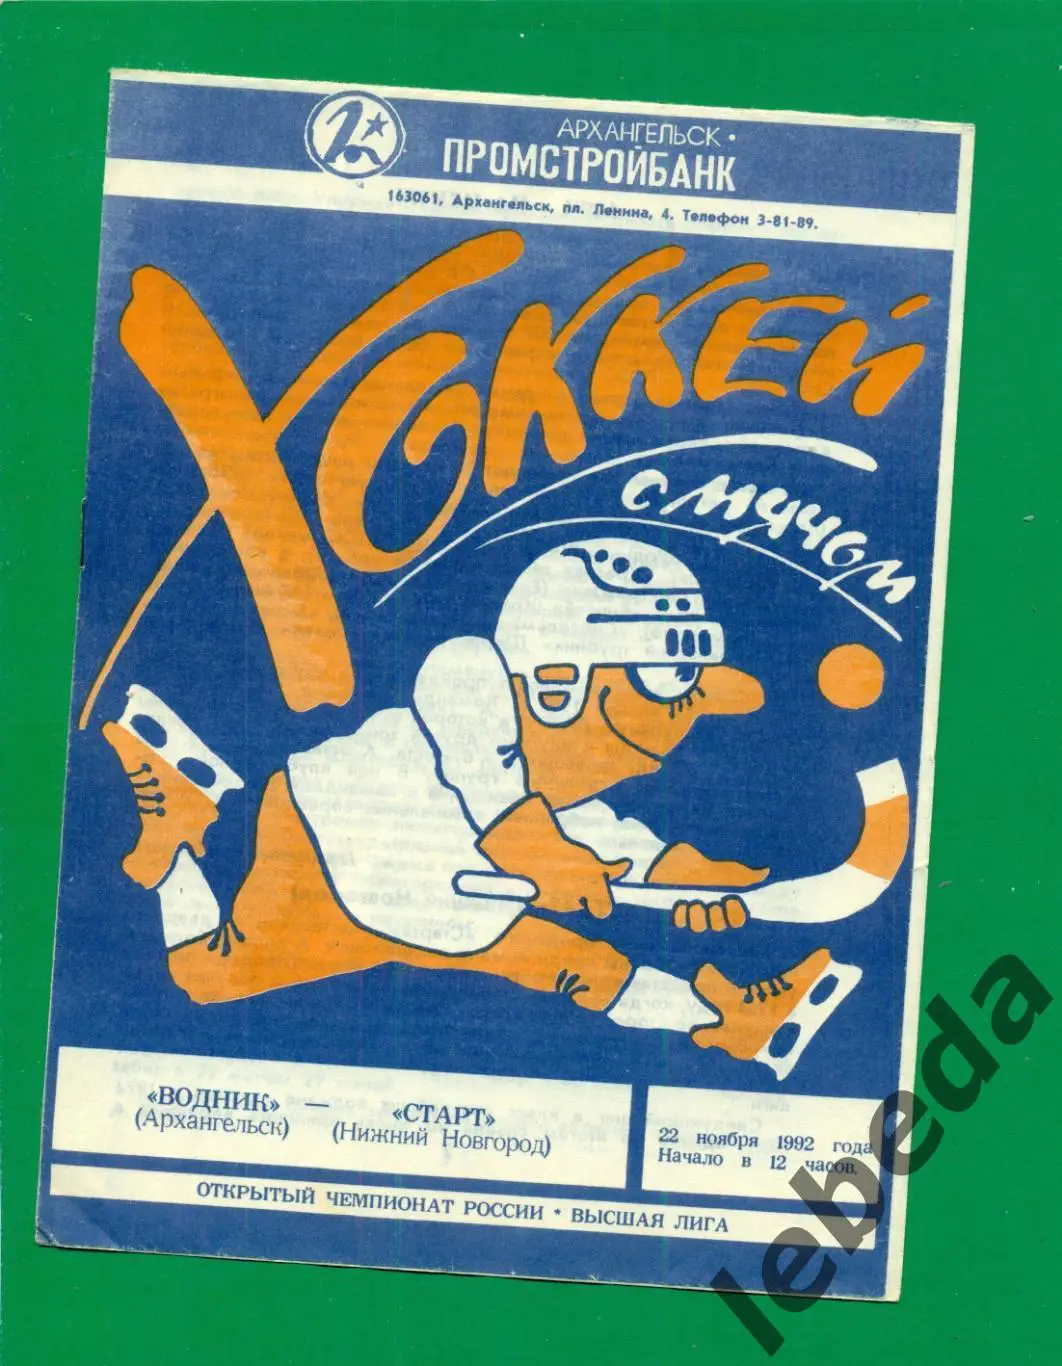 АРХАНГЕЛЬСК •
ПРОМСТРОЙБАНК
163061, Архангельск, пл. Ленина, 4. Телефон 3-81-89.
ХОККЕЙ
С МЯЧОМ
«ВОДНИК» — «СТАРТ»
(Архангельск) (Нижний Новгород)
22 ноября 1992 года
Начало в 12 часов.
ОТКРЫТЫЙ ЧЕМПИОНАТ РОССИИ * ВЫСШАЯ ЛИГА
lebeda